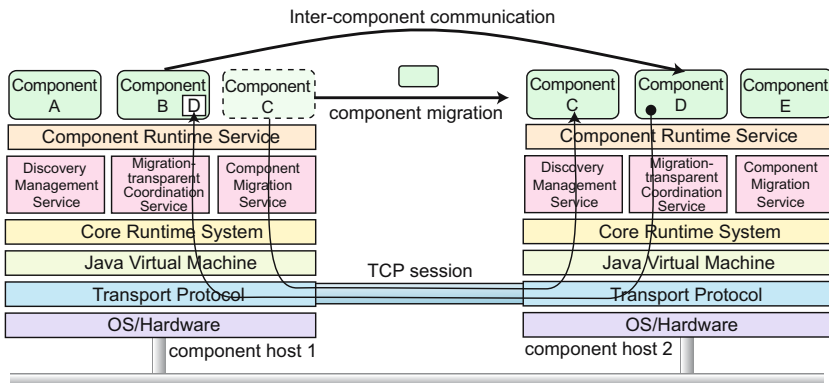 Inter-component communication
Component
A
Component
B
D
Component
C
component migration
Component
C
Component
D
Component
E
Component Runtime Service
Component Runtime Service
Discovery
Management
Service
Migration-
transparent
Coordination
Service
Component
Migration
Service
Discovery
Management
Service
Migration-
transparent
Coordination
Service
Component
Migration
Service
Core Runtime System
Core Runtime System
Java Virtual Machine
TCP session
Java Virtual Machine
Transport Protocol
Transport Protocol
OS/Hardware
OS/Hardware
component host 1
component host 2